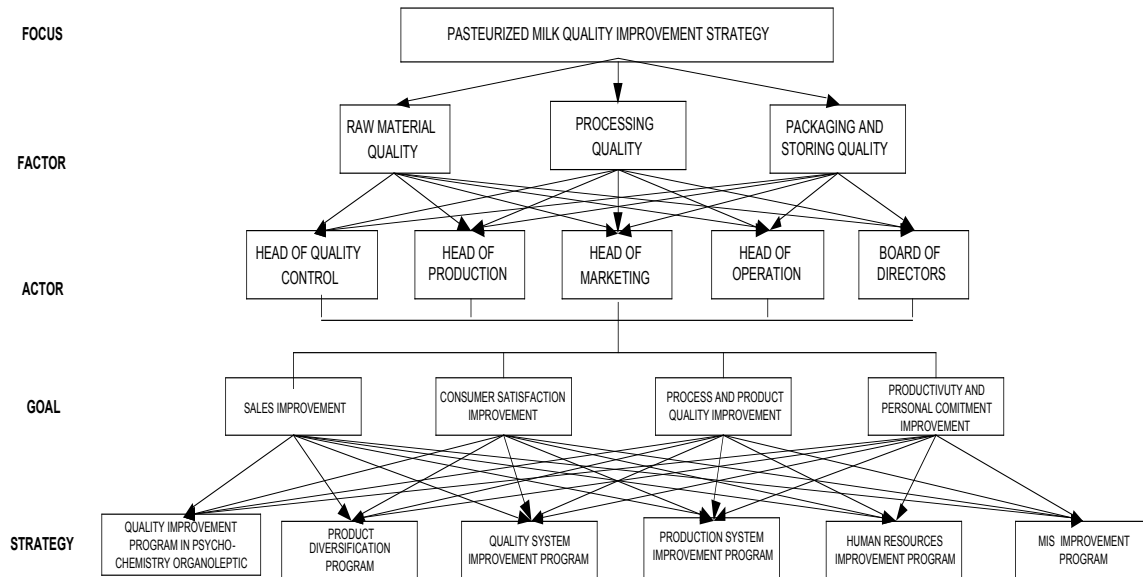 FOCUS
PASTEURIZED MILK QUALITY IMPROVEMENT STRATEGY
FACTOR
RAW MATERIAL
QUALITY
PROCESSING
QUALITY
PACKAGING AND
STORING QUALITY
ACTOR
HEAD OF QUALITY
CONTROL
HEAD OF
PRODUCTION
HEAD OF
MARKETING
HEAD OF
OPERATION
BOARD OF
DIRECTORS
GOAL
SALES IMPROVEMENT
CONSUMER SATISFACTION
IMPROVEMENT
PROCESS AND PRODUCT
QUALITY IMPROVEMENT
PRODUCTIVUTY AND
PERSONAL COMITMENT
IMPROVEMENT
STRATEGY
QUALITY IMPROVEMENT
PROGRAM IN PSYCHO-
CHEMISTRY ORGANOLEPTIC
PRODUCT
DIVERSIFICATION
PROGRAM
QUALITY SYSTEM
IMPROVEMENT PROGRAM
PRODUCTION SYSTEM
IMPROVEMENT PROGRAM
HUMAN RESOURCES
IMPROVEMENT PROGRAM
MIS IMPROVEMENT
PROGRAM